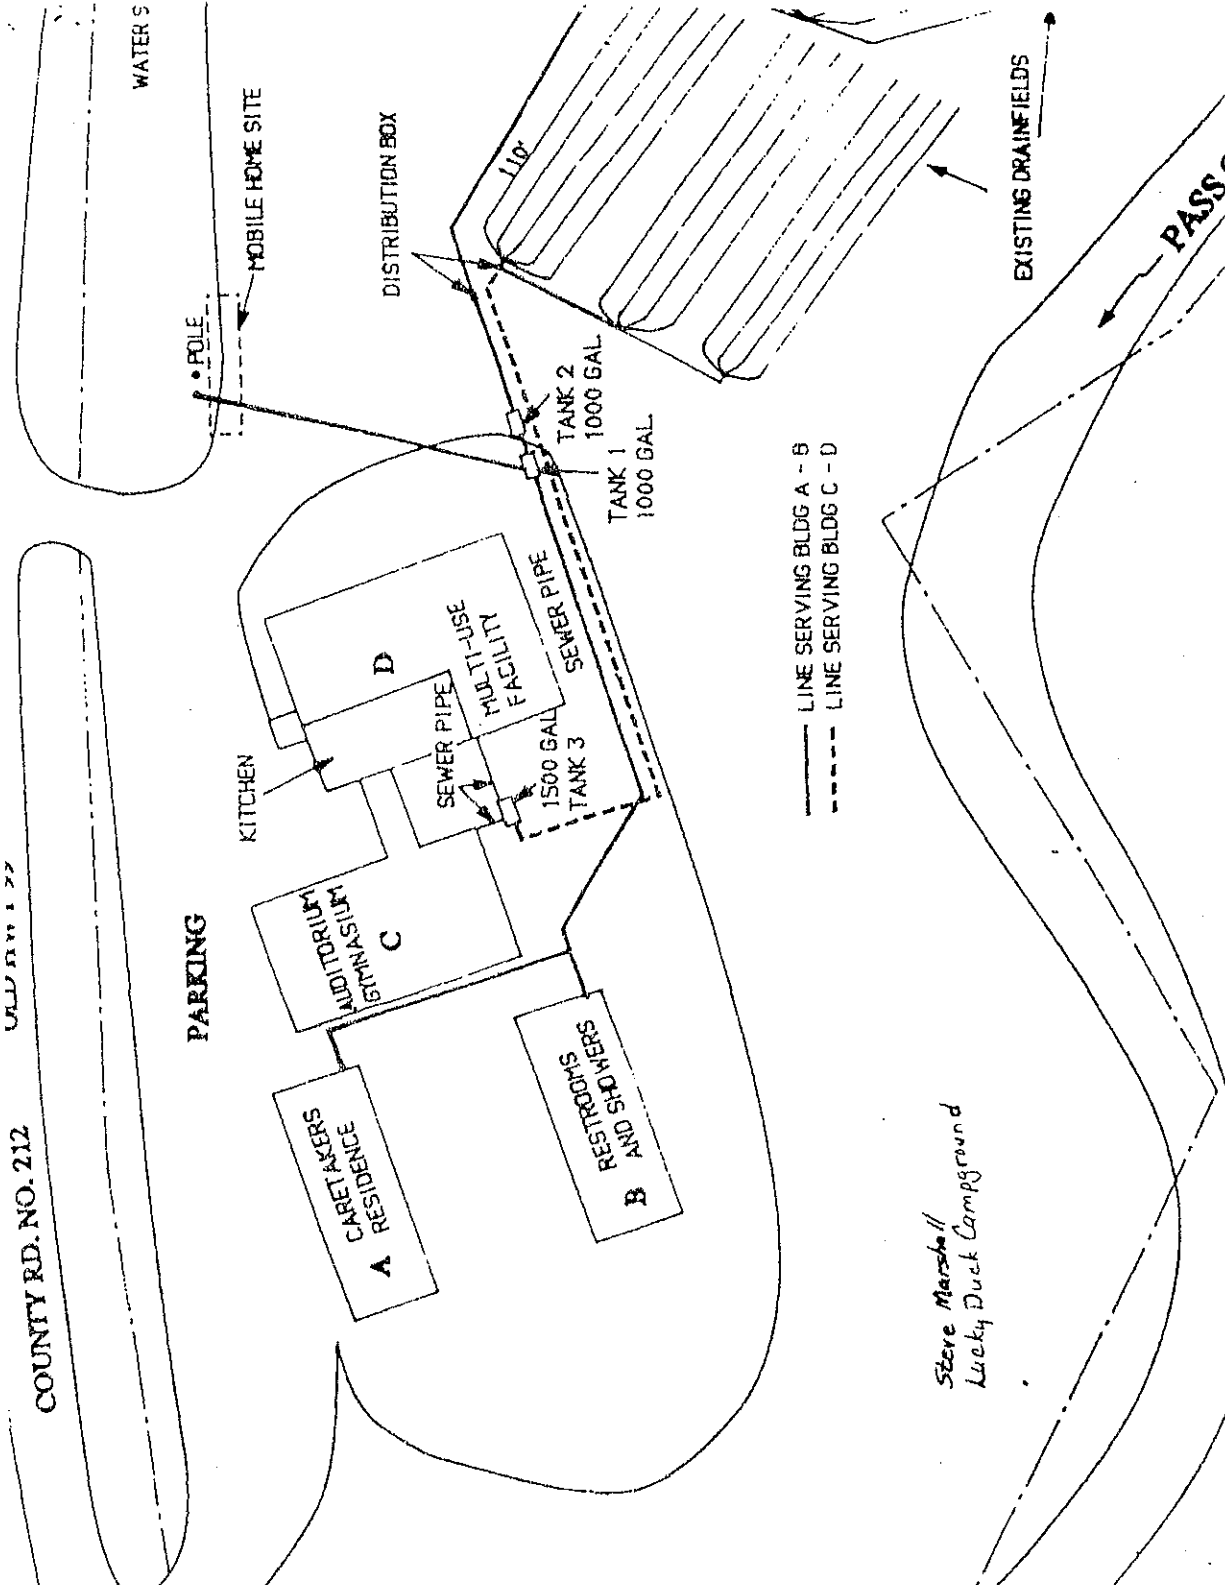 COUNTY RD. NO. 212
PARKING
WATER S
MOBILE HOME SITE
POLE
KITCHEN
DISTRIBUTION BOX
110'
AUDITORIUM
GYMNASIUM
C
D
MULTI-USE
FACILITY
SEWER PIPE
SEWER PIPE
1500 GAL
TANK 3
TANK 2
1000 GAL.
TANK 1
1000 GAL.
CARETAKERS
RESIDENCE
A
RESTROOMS
AND SHOWERS
B
LINE SERVING BLDG A - B
LINE SERVING BLDG C - D
EXISTING DRAINFIELDS
PASS
Steve Marshall
Lucky Duck Campground